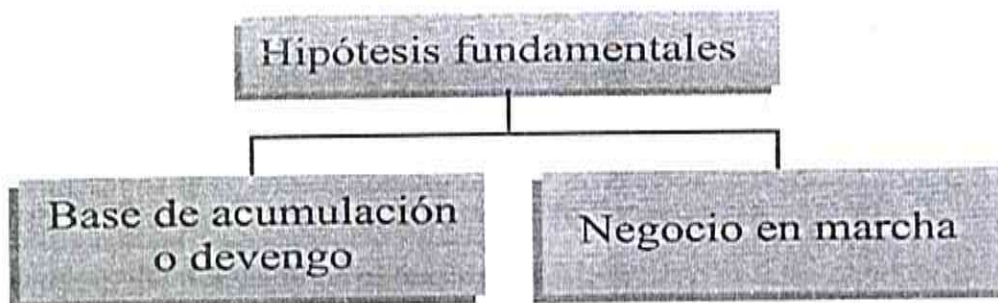 Hipótesis fundamentales
Base de acumulación
o devengo
Negocio en marcha